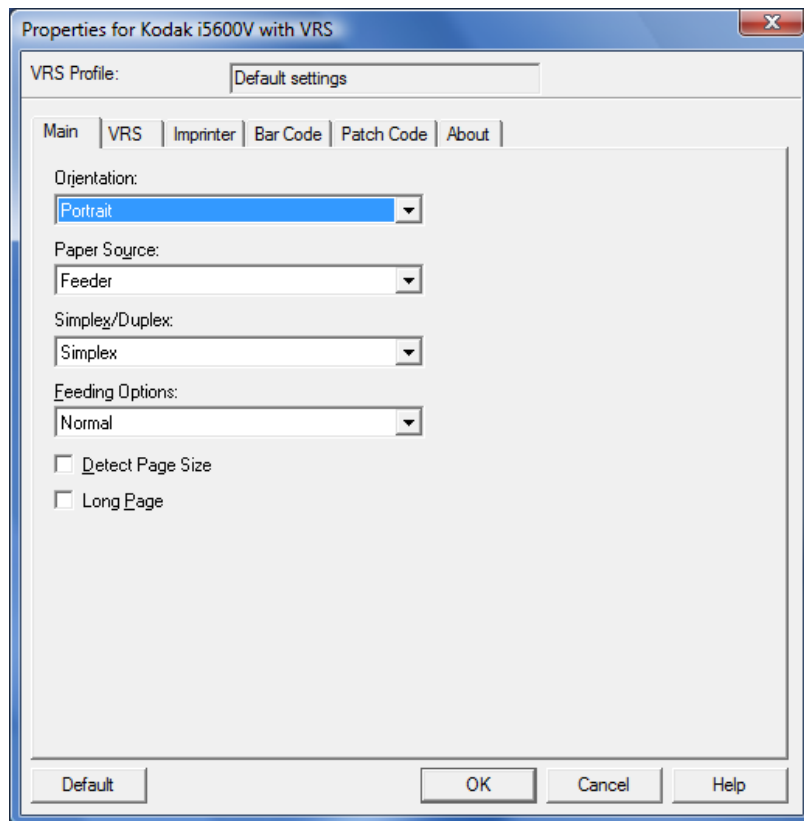 Properties for Kodak i5600V with VRS
VRS Profile:
Default settings
Main VRS Imprinter Bar Code Patch Code About
Orientation:
Portrait
Paper Source:
Feeder
Simplex/Duplex:
Simplex
Feeding Options:
Normal
Detect Page Size
Long Page
Default OK Cancel Help